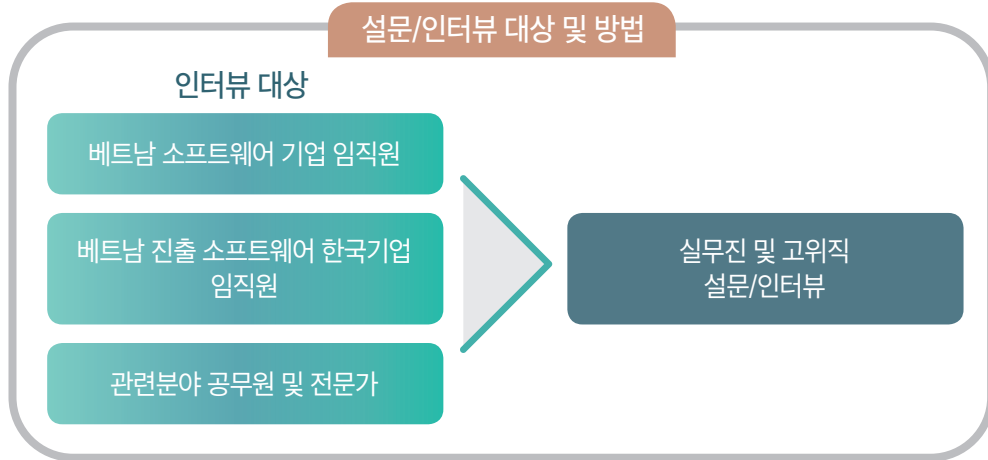 설문/인터뷰 대상 및 방법
인터뷰 대상
베트남 소프트웨어 기업 임직원
베트남 진출 소프트웨어 한국기업
임직원
관련분야 공무원 및 전문가
실무진 및 고위직
설문/인터뷰